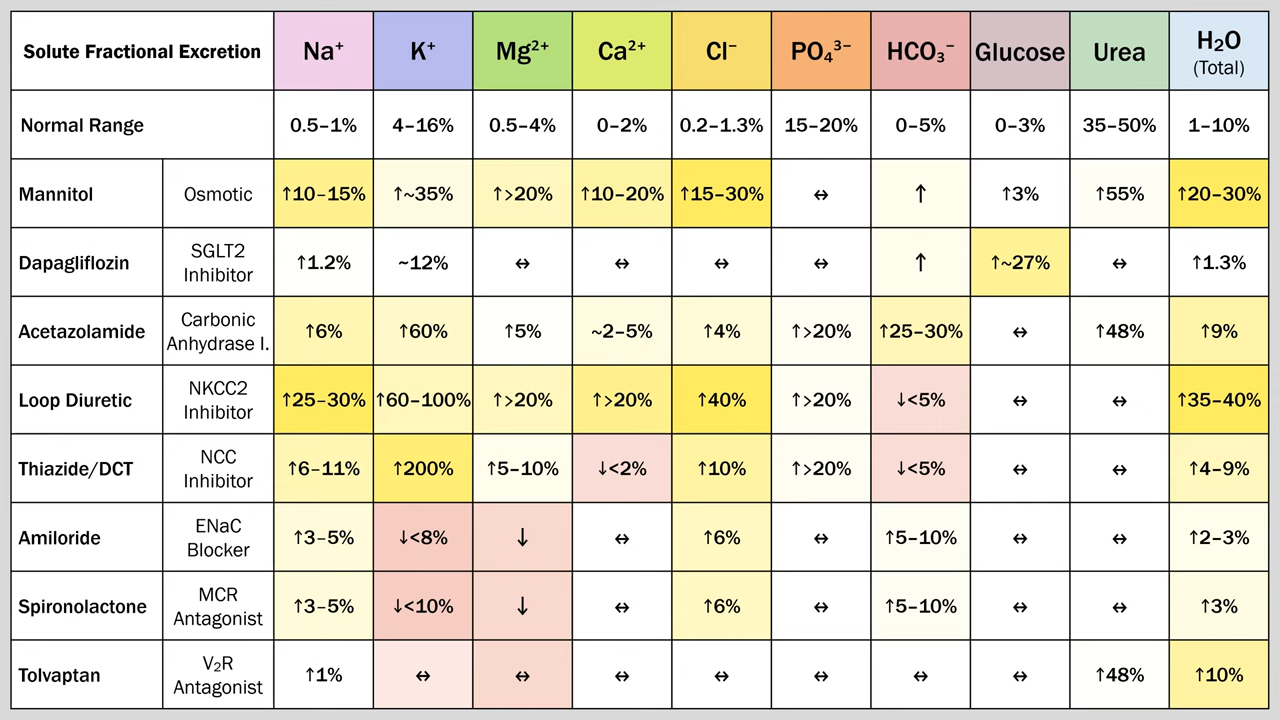 Solute Fractional Excretion Na⁺ K⁺ Mg²⁺ Ca²⁺ Cl⁻ PO₄³⁻ HCO₃⁻ Glucose Urea H₂O
(Total)
Normal Range 0.5–1% 4–16% 0.5–4% 0–2% 0.2–1.3% 15–20% 0–5% 0–3% 35–50% 1–10%
Mannitol Osmotic ↑10–15% ↑~35% ↑>20% ↑10–20% ↑15–30% ↔ ↑ ↑3% ↑55% ↑20–30%
Dapagliflozin SGLT2
Inhibitor ↑1.2% ~12% ↔ ↔ ↔ ↔ ↑ ↑~27% ↔ ↑1.3%
Acetazolamide Carbonic
Anhydrase I. ↑6% ↑60% ↑5% ~2–5% ↑4% ↑>20% ↑25–30% ↔ ↑48% ↑9%
Loop Diuretic NKCC2
Inhibitor ↑25–30% ↑60–100% ↑>20% ↑>20% ↑40% ↑>20% ↓<5% ↔ ↔ ↑35–40%
Thiazide/DCT NCC
Inhibitor ↑6–11% ↑200% ↑5–10% ↓<2% ↑10% ↑>20% ↓<5% ↔ ↔ ↑4–9%
Amiloride ENaC
Blocker ↑3–5% ↓<8% ↓ ↔ ↑6% ↔ ↑5–10% ↔ ↔ ↑2–3%
Spironolactone MCR
Antagonist ↑3–5% ↓<10% ↓ ↔ ↑6% ↔ ↑5–10% ↔ ↔ ↑3%
Tolvaptan V₂R
Antagonist ↑1% ↔ ↔ ↔ ↔ ↔ ↔ ↔ ↑48% ↑10%